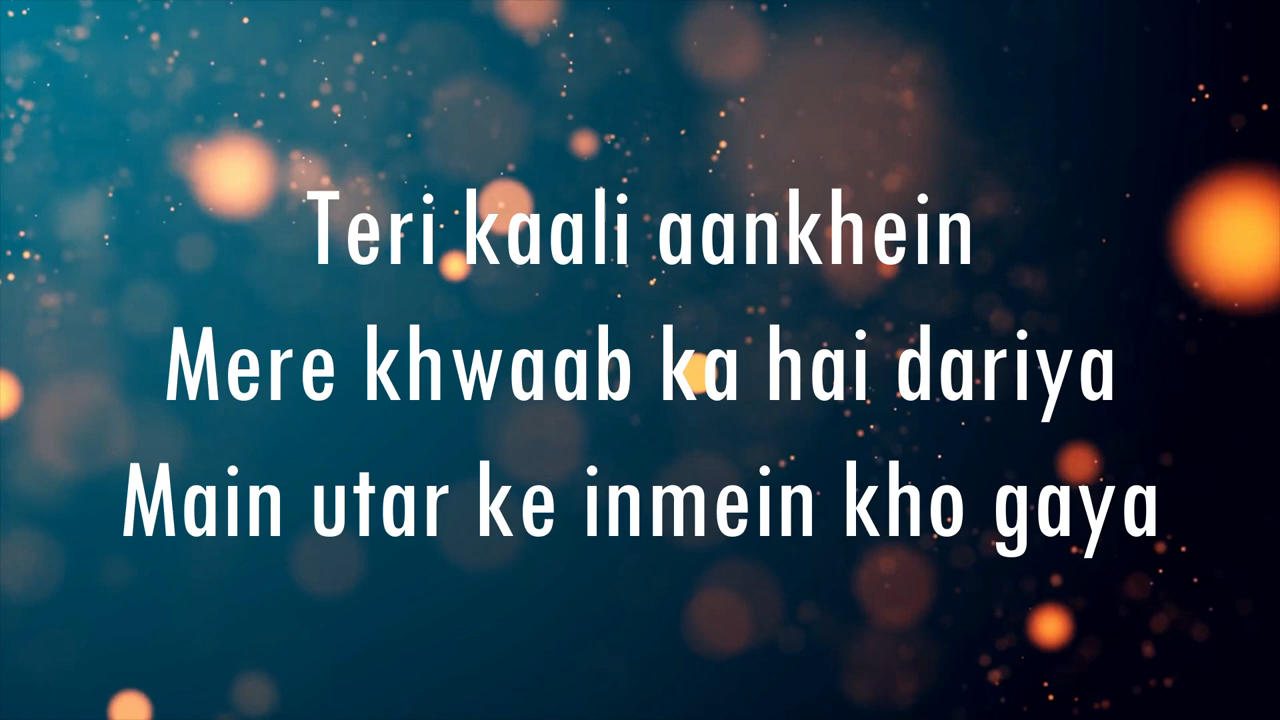 Teri kaali aankhein
Mere khwaab ka hai dariya
Main utar ke inmein kho gaya